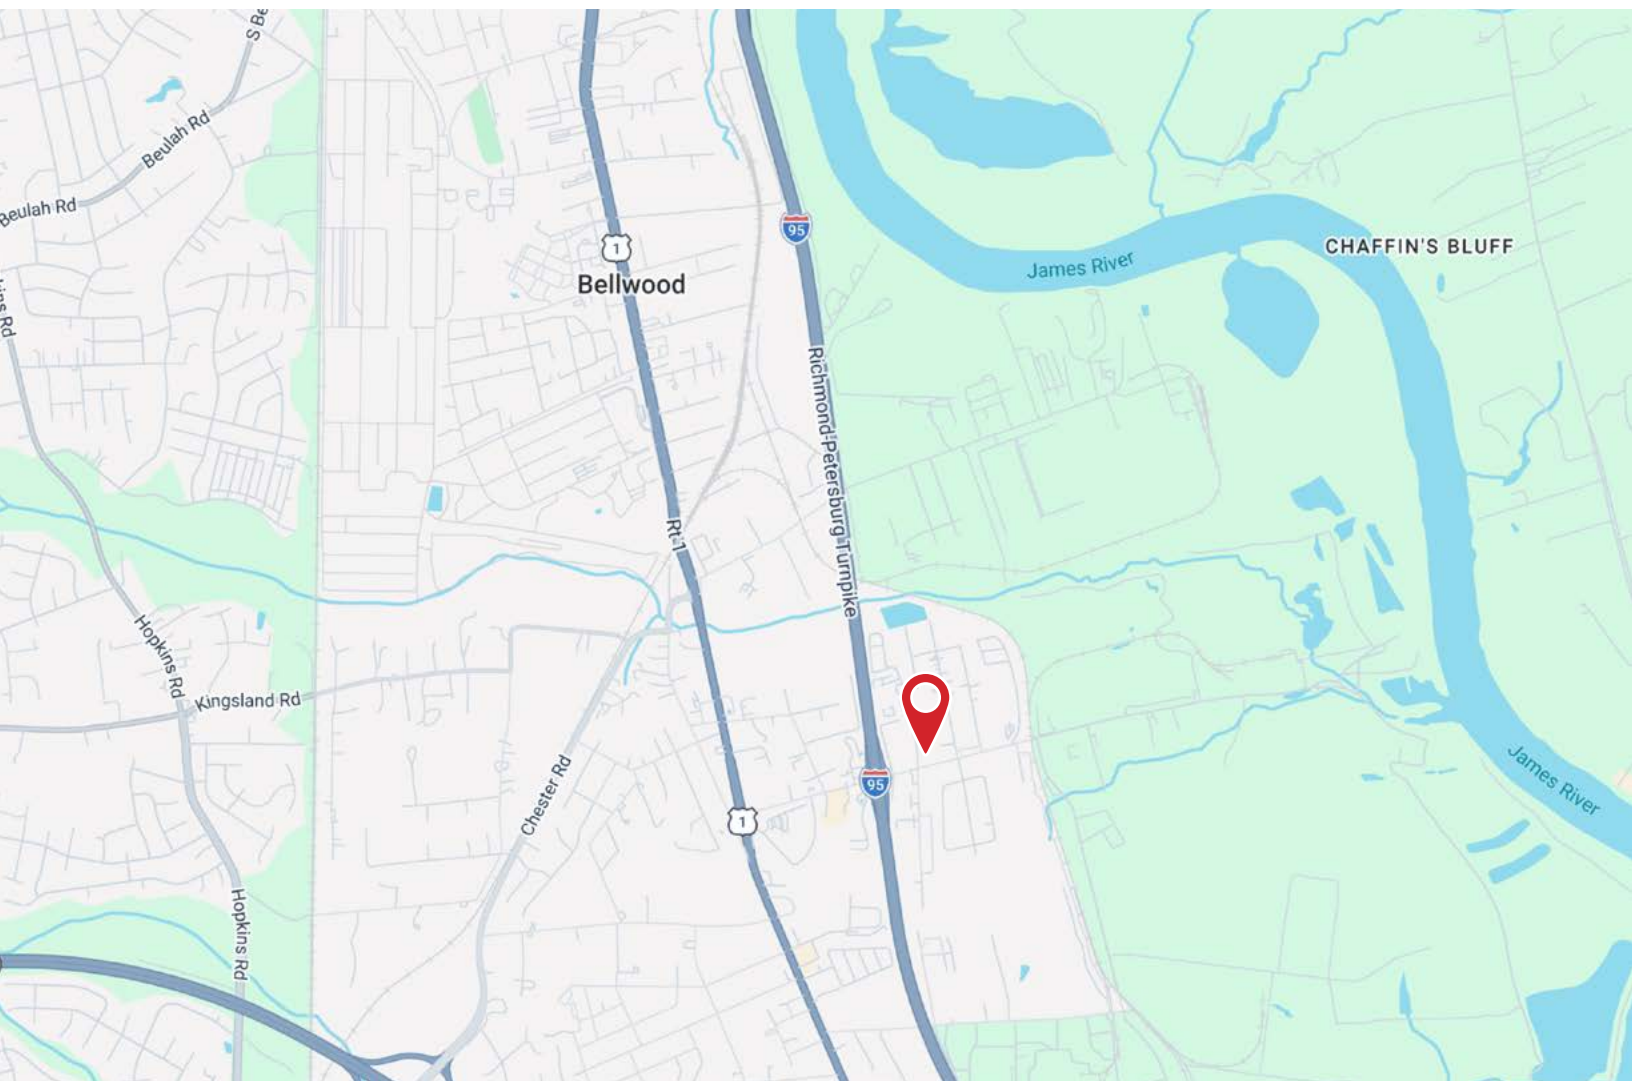 S Be
Beulah Rd
Beulah Rd
95
1
Bellwood
CHAFFIN'S BLUFF
James River
Richmond-Petersburg Turnpike
Rt 1
Hopkins Rd
Kingsland Rd
Chester Rd
95
1
James River
Hopkins Rd